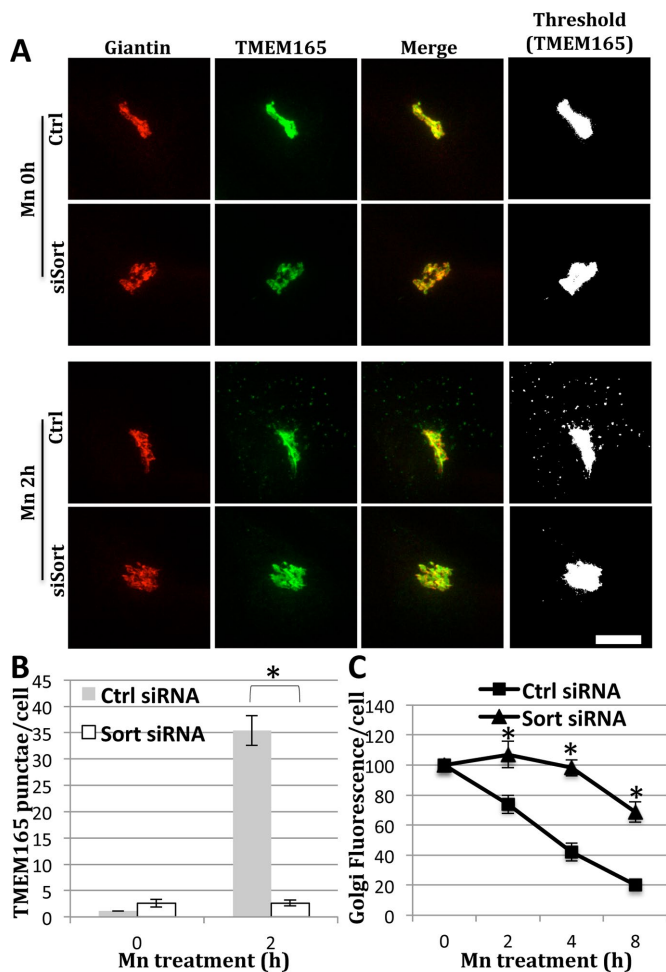 A
Giantin
TMEM165
Merge
Threshold
(TMEM165)
Mn 0h
Ctrl
siSort
Mn 2h
Ctrl
siSort
B
TMEM165 punctae/cell
45
40
35
30
25
20
15
10
5
0
Ctrl siRNA
Sort siRNA
*
0
2
Mn treatment (h)
C
Golgi Fluorescence/cell
140
120
100
80
60
40
20
0
Ctrl siRNA
Sort siRNA
*
*
*
0
2
4
8
Mn treatment (h)